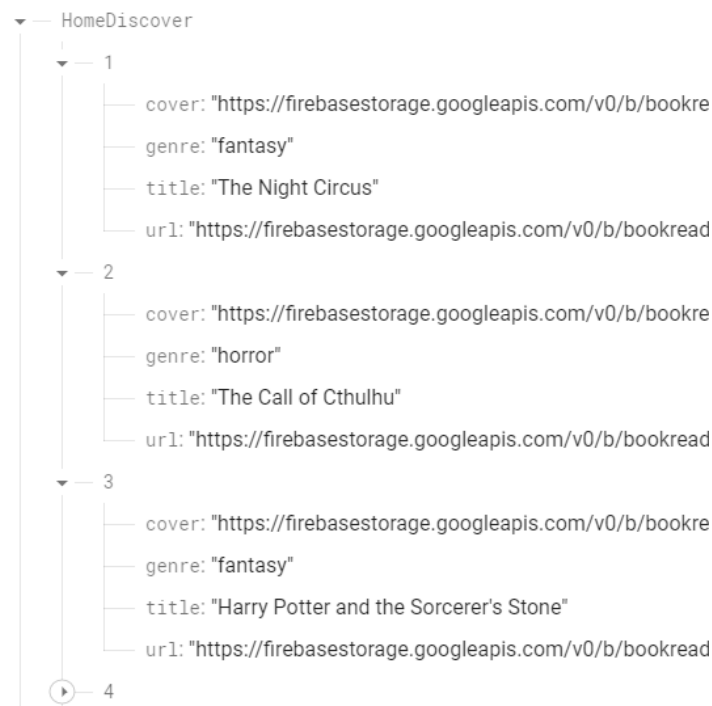 HomeDiscover
1
cover: "https://firebasestorage.googleapis.com/v0/b/bookre
genre: "fantasy"
title: "The Night Circus"
url: "https://firebasestorage.googleapis.com/v0/b/bookread
2
cover: "https://firebasestorage.googleapis.com/v0/b/bookre
genre: "horror"
title: "The Call of Cthulhu"
url: "https://firebasestorage.googleapis.com/v0/b/bookread
3
cover: "https://firebasestorage.googleapis.com/v0/b/bookre
genre: "fantasy"
title: "Harry Potter and the Sorcerer's Stone"
url: "https://firebasestorage.googleapis.com/v0/b/bookread
4